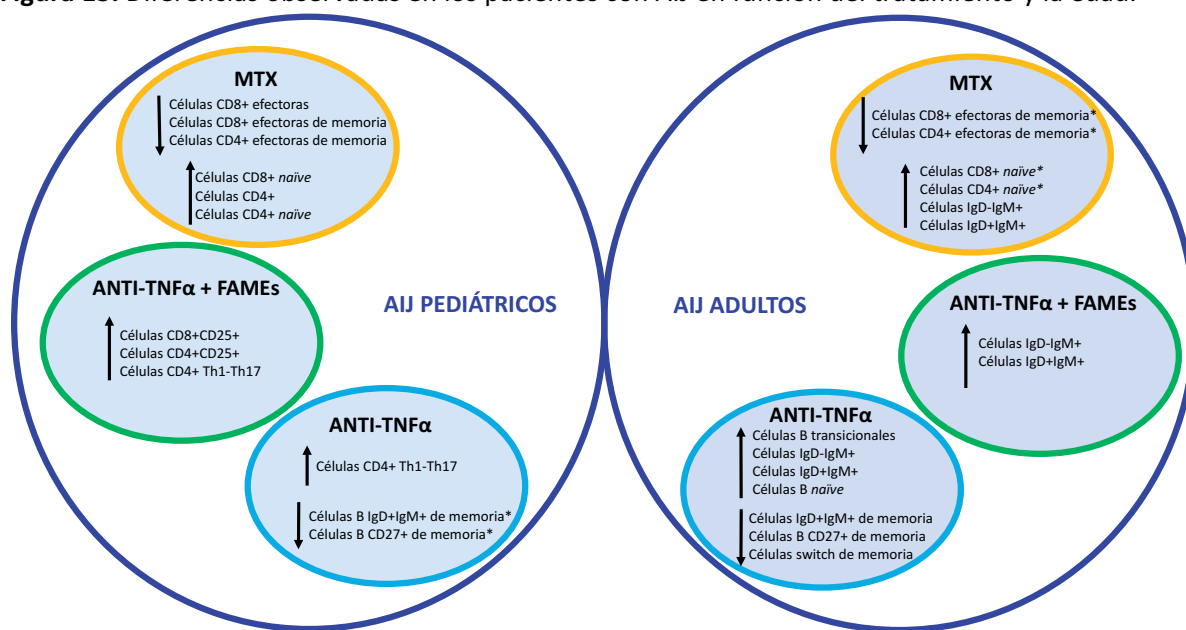 MTX
Células CD8+ efectoras
Células CD8+ efectoras de memoria
Células CD4+ efectoras de memoria
Células CD8+ naïve
Células CD4+
Células CD4+ naïve
ANTI-TNFα + FAMEs
Células CD8+CD25+
Células CD4+CD25+
Células CD4+ Th1-Th17
AIJ PEDIÁTRICOS
ANTI-TNFα
Células CD4+ Th1-Th17
Células B IgD+IgM+ de memoria*
Células B CD27+ de memoria*
MTX
Células CD8+ efectoras de memoria*
Células CD4+ efectoras de memoria*
Células CD8+ naïve*
Células CD4+ naïve*
Células IgD-IgM+
Células IgD+IgM+
AIJ ADULTOS
ANTI-TNFα + FAMEs
Células IgD-IgM+
Células IgD+IgM+
ANTI-TNFα
Células B transicionales
Células IgD-IgM+
Células IgD+IgM+
Células B naïve
Células IgD+IgM+ de memoria
Células B CD27+ de memoria
Células switch de memoria